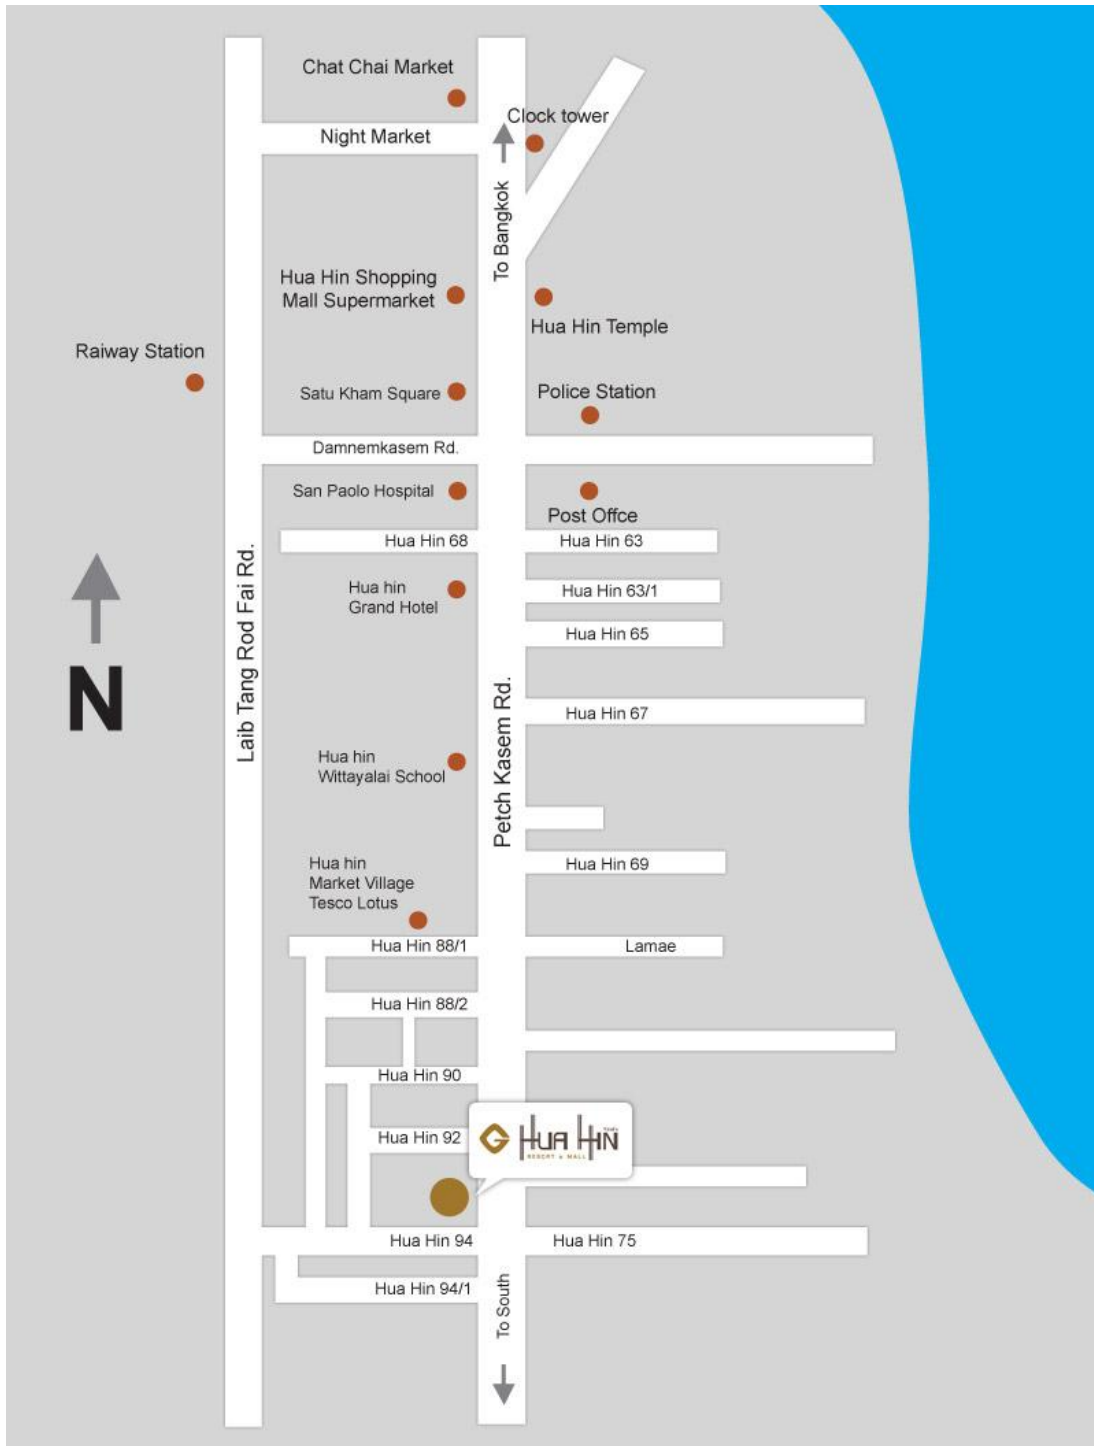 Chat Chai Market
Clock tower
Night Market
To Bangkok
Hua Hin Shopping
Mall Supermarket
Hua Hin Temple
Raiway Station
Satu Kham Square
Police Station
Damnemkasem Rd.
San Paolo Hospital
Post Offce
Hua Hin 68
Hua Hin 63
Laib Tang Rod Fai Rd.
Hua hin
Grand Hotel
Hua Hin 63/1
Hua Hin 65
N
Petch Kasem Rd.
Hua Hin 67
Hua hin
Wittayalai School
Hua hin
Market Village
Tesco Lotus
Hua Hin 69
Hua Hin 88/1
Lamae
Hua Hin 88/2
Hua Hin 90
Hua Hin 92
G HUA HIN
RESORT & MALL
Hua Hin 94
Hua Hin 75
Hua Hin 94/1
To South